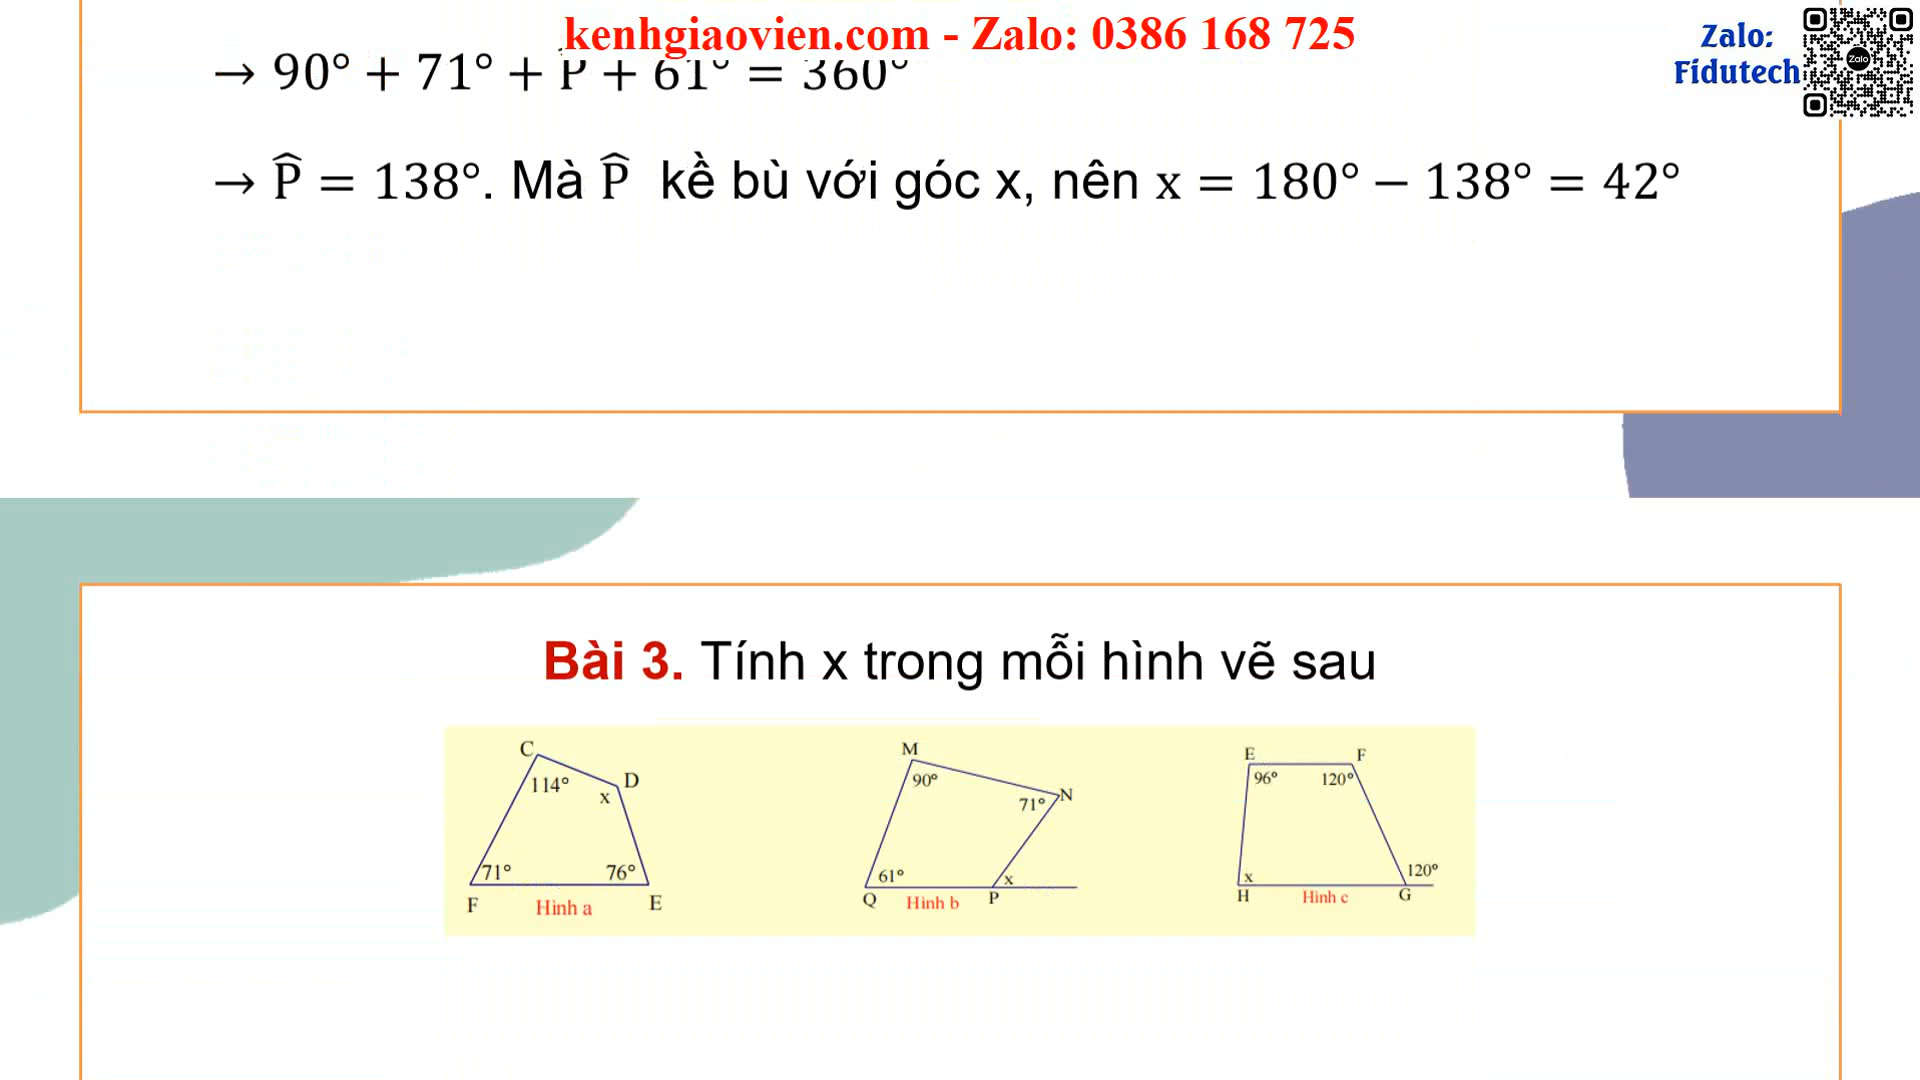 kenhgiaovien.com - Zalo: 0386 168 725
Zalo:
Fidutech
Zalo
→ 90° + 71° + P + 61° = 360°
→ P̂ = 138°. Mà P̂ kề bù với góc x, nên x = 180° − 138° = 42°
Bài 3. Tính x trong mỗi hình vẽ sau
C
114°
D
x
71°
76°
F
E
Hình a
M
90°
71°
N
61°
x
Q
P
Hình b
E
F
96°
120°
x
120°
H
G
Hình c